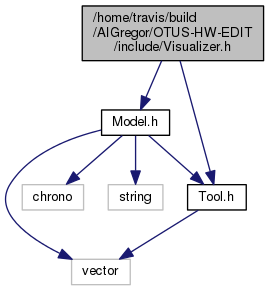 /home/travis/build
/AlGregor/OTUS-HW-EDIT
/include/Visualizer.h
Model.h
chrono
string
Tool.h
vector